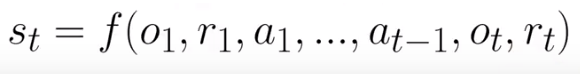 s_t = f(o_1, r_1, a_1, ..., a_{t-1}, o_t, r_t)